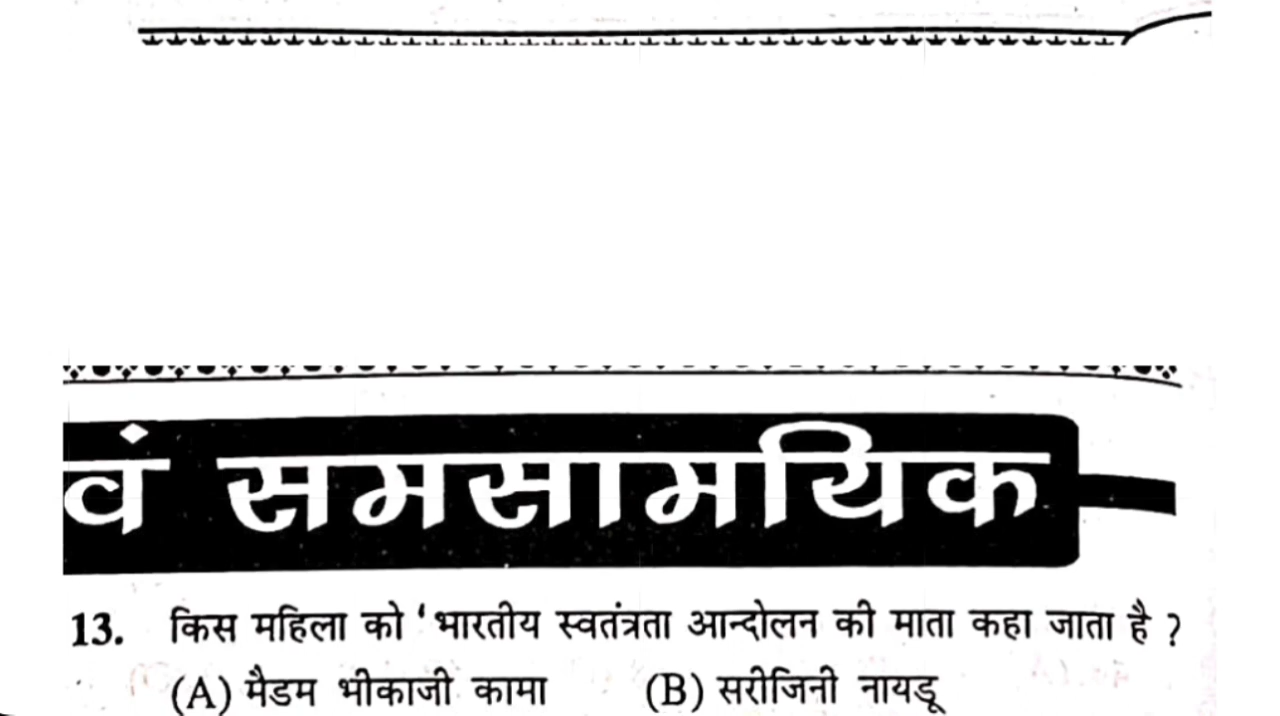 वं समसामयिक
13. किस महिला को 'भारतीय स्वतंत्रता आन्दोलन की माता कहा जाता है ?
(A) मैडम भीकाजी कामा (B) सरीजिनी नायडू